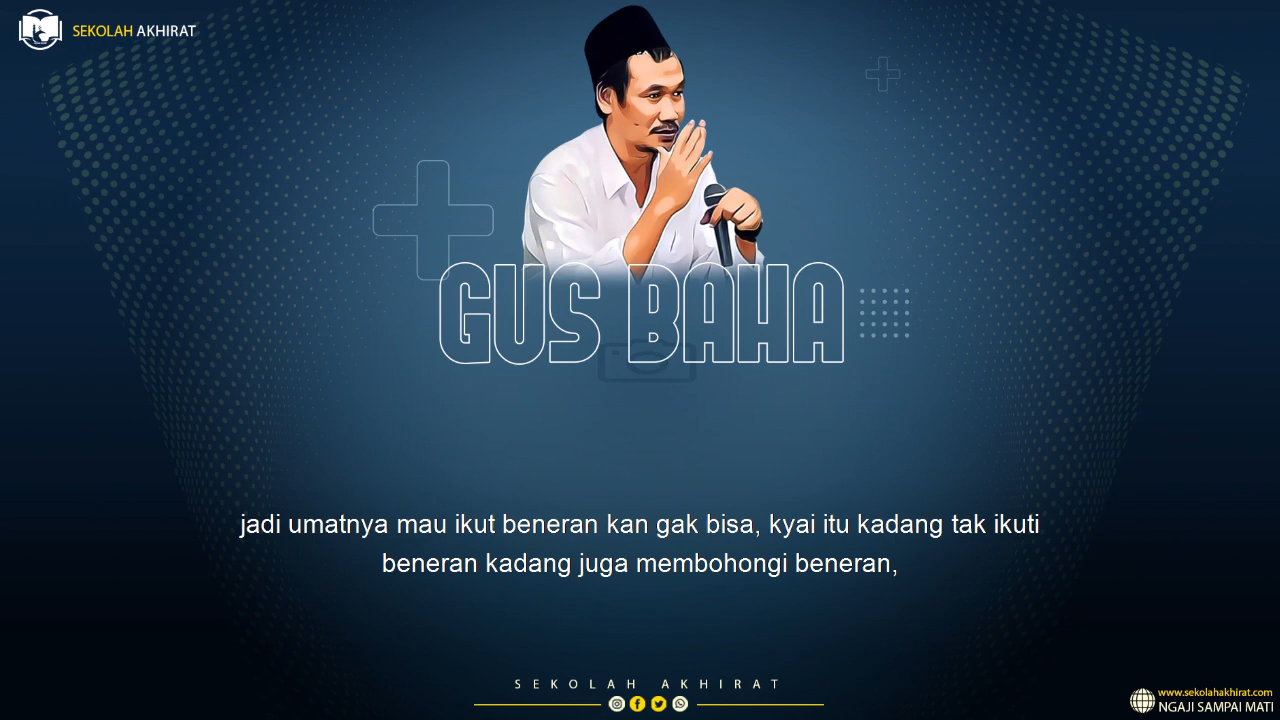 SEKOLAH AKHIRAT
GUS BAHA
jadi umatnya mau ikut beneran kan gak bisa, kyai itu kadang tak ikuti
beneran kadang juga membohongi beneran,
SEKOLAH AKHIRAT
www.sekolahakhirat.com
NGAJI SAMPAI MATI